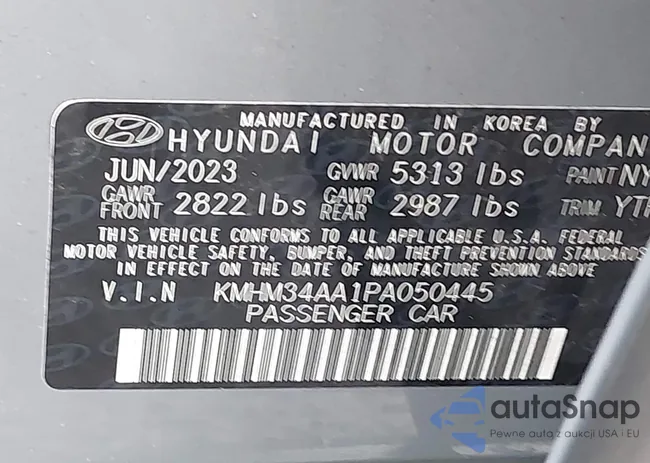 MANUFACTURED IN KOREA BY
HYUNDAI MOTOR COMPAN
JUN/2023 GVWR 5313 lbs PAINT NY
GAWR FRONT 2822 lbs GAWR REAR 2987 lbs TRIM YT
THIS VEHICLE CONFORMS TO ALL APPLICABLE U.S.A. FEDERAL
MOTOR VEHICLE SAFETY, BUMPER, AND THEFT PREVENTION STANDARDS
IN EFFECT ON THE DATE OF MANUFACTURE SHOWN ABOVE
V.I.N KMHM34AA1PA050445
PASSENGER CAR
autaSnap
Pewne auta z aukcji USA i EU